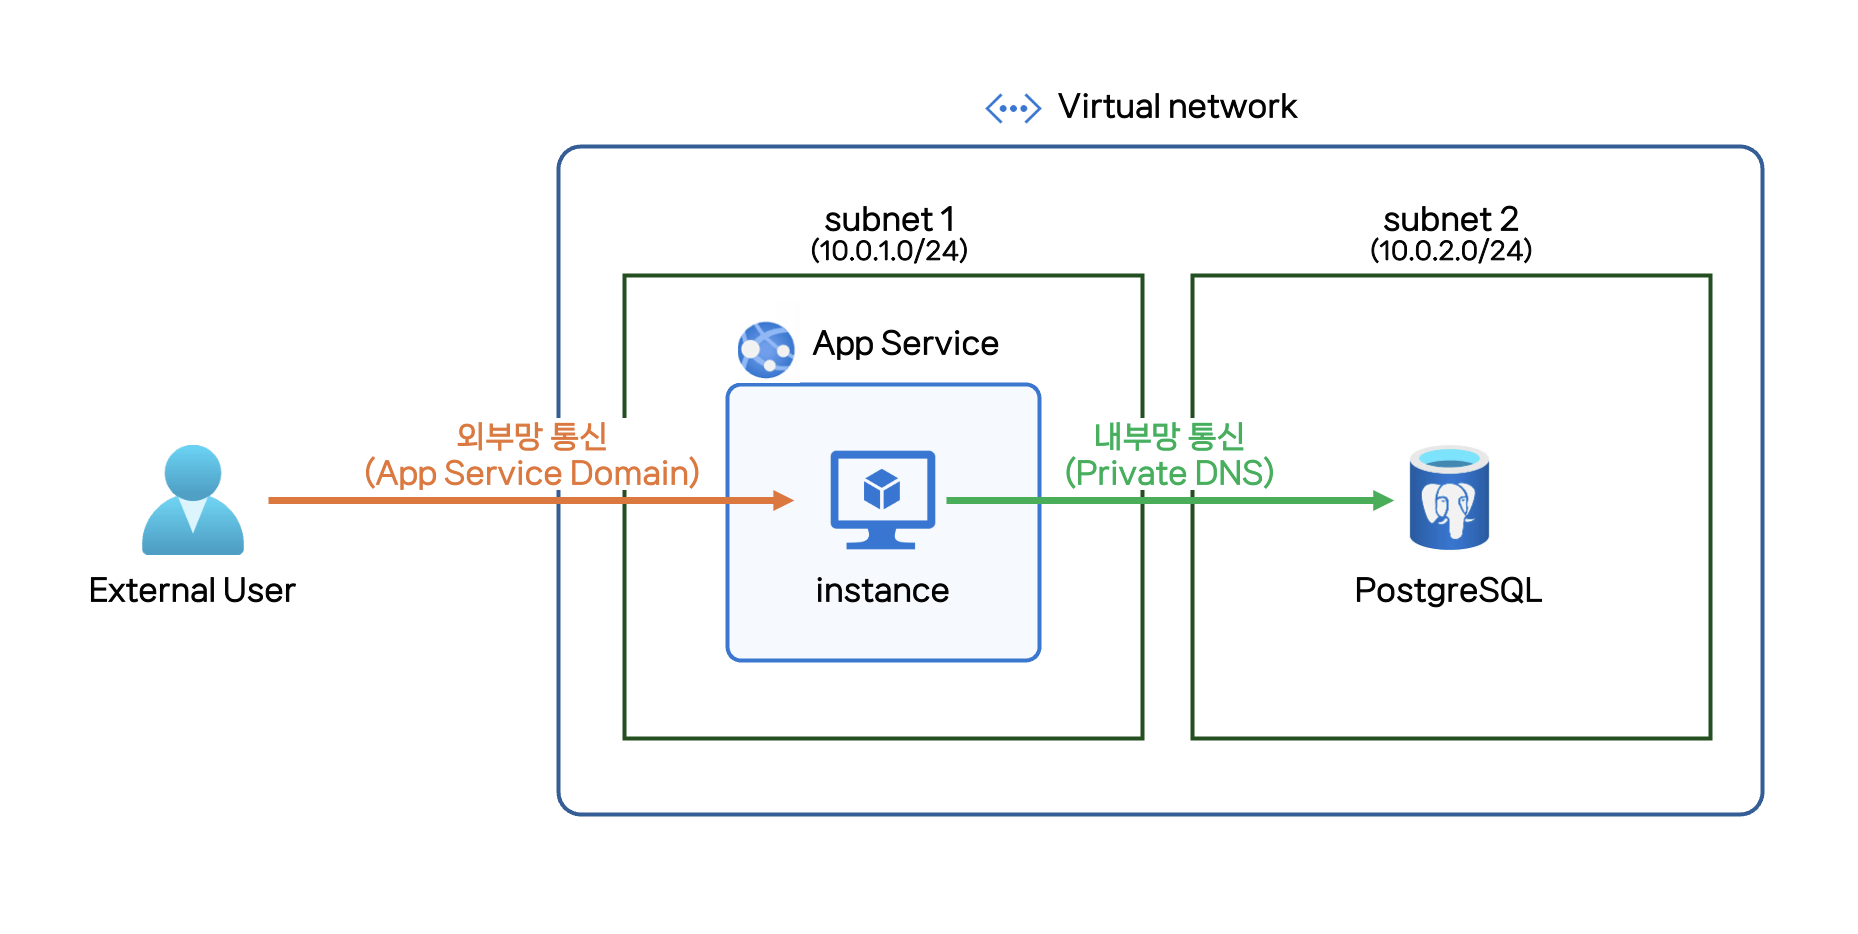 Virtual network
subnet 1
(10.0.1.0/24)
subnet 2
(10.0.2.0/24)
App Service
외부망 통신
(App Service Domain)
내부망 통신
(Private DNS)
External User
instance
PostgreSQL